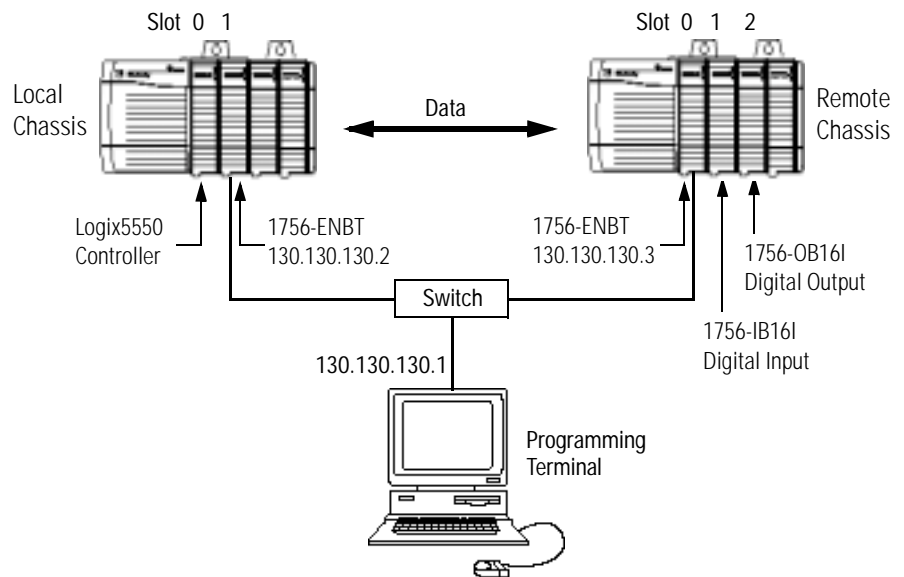 Slot 0 1
Slot 0 1 2
Local
Chassis
Data
Remote
Chassis
Logix5550
Controller
1756-ENBT
130.130.130.2
1756-ENBT
130.130.130.3
1756-OB16I
Digital Output
Switch
1756-IB16I
Digital Input
130.130.130.1
Programming
Terminal